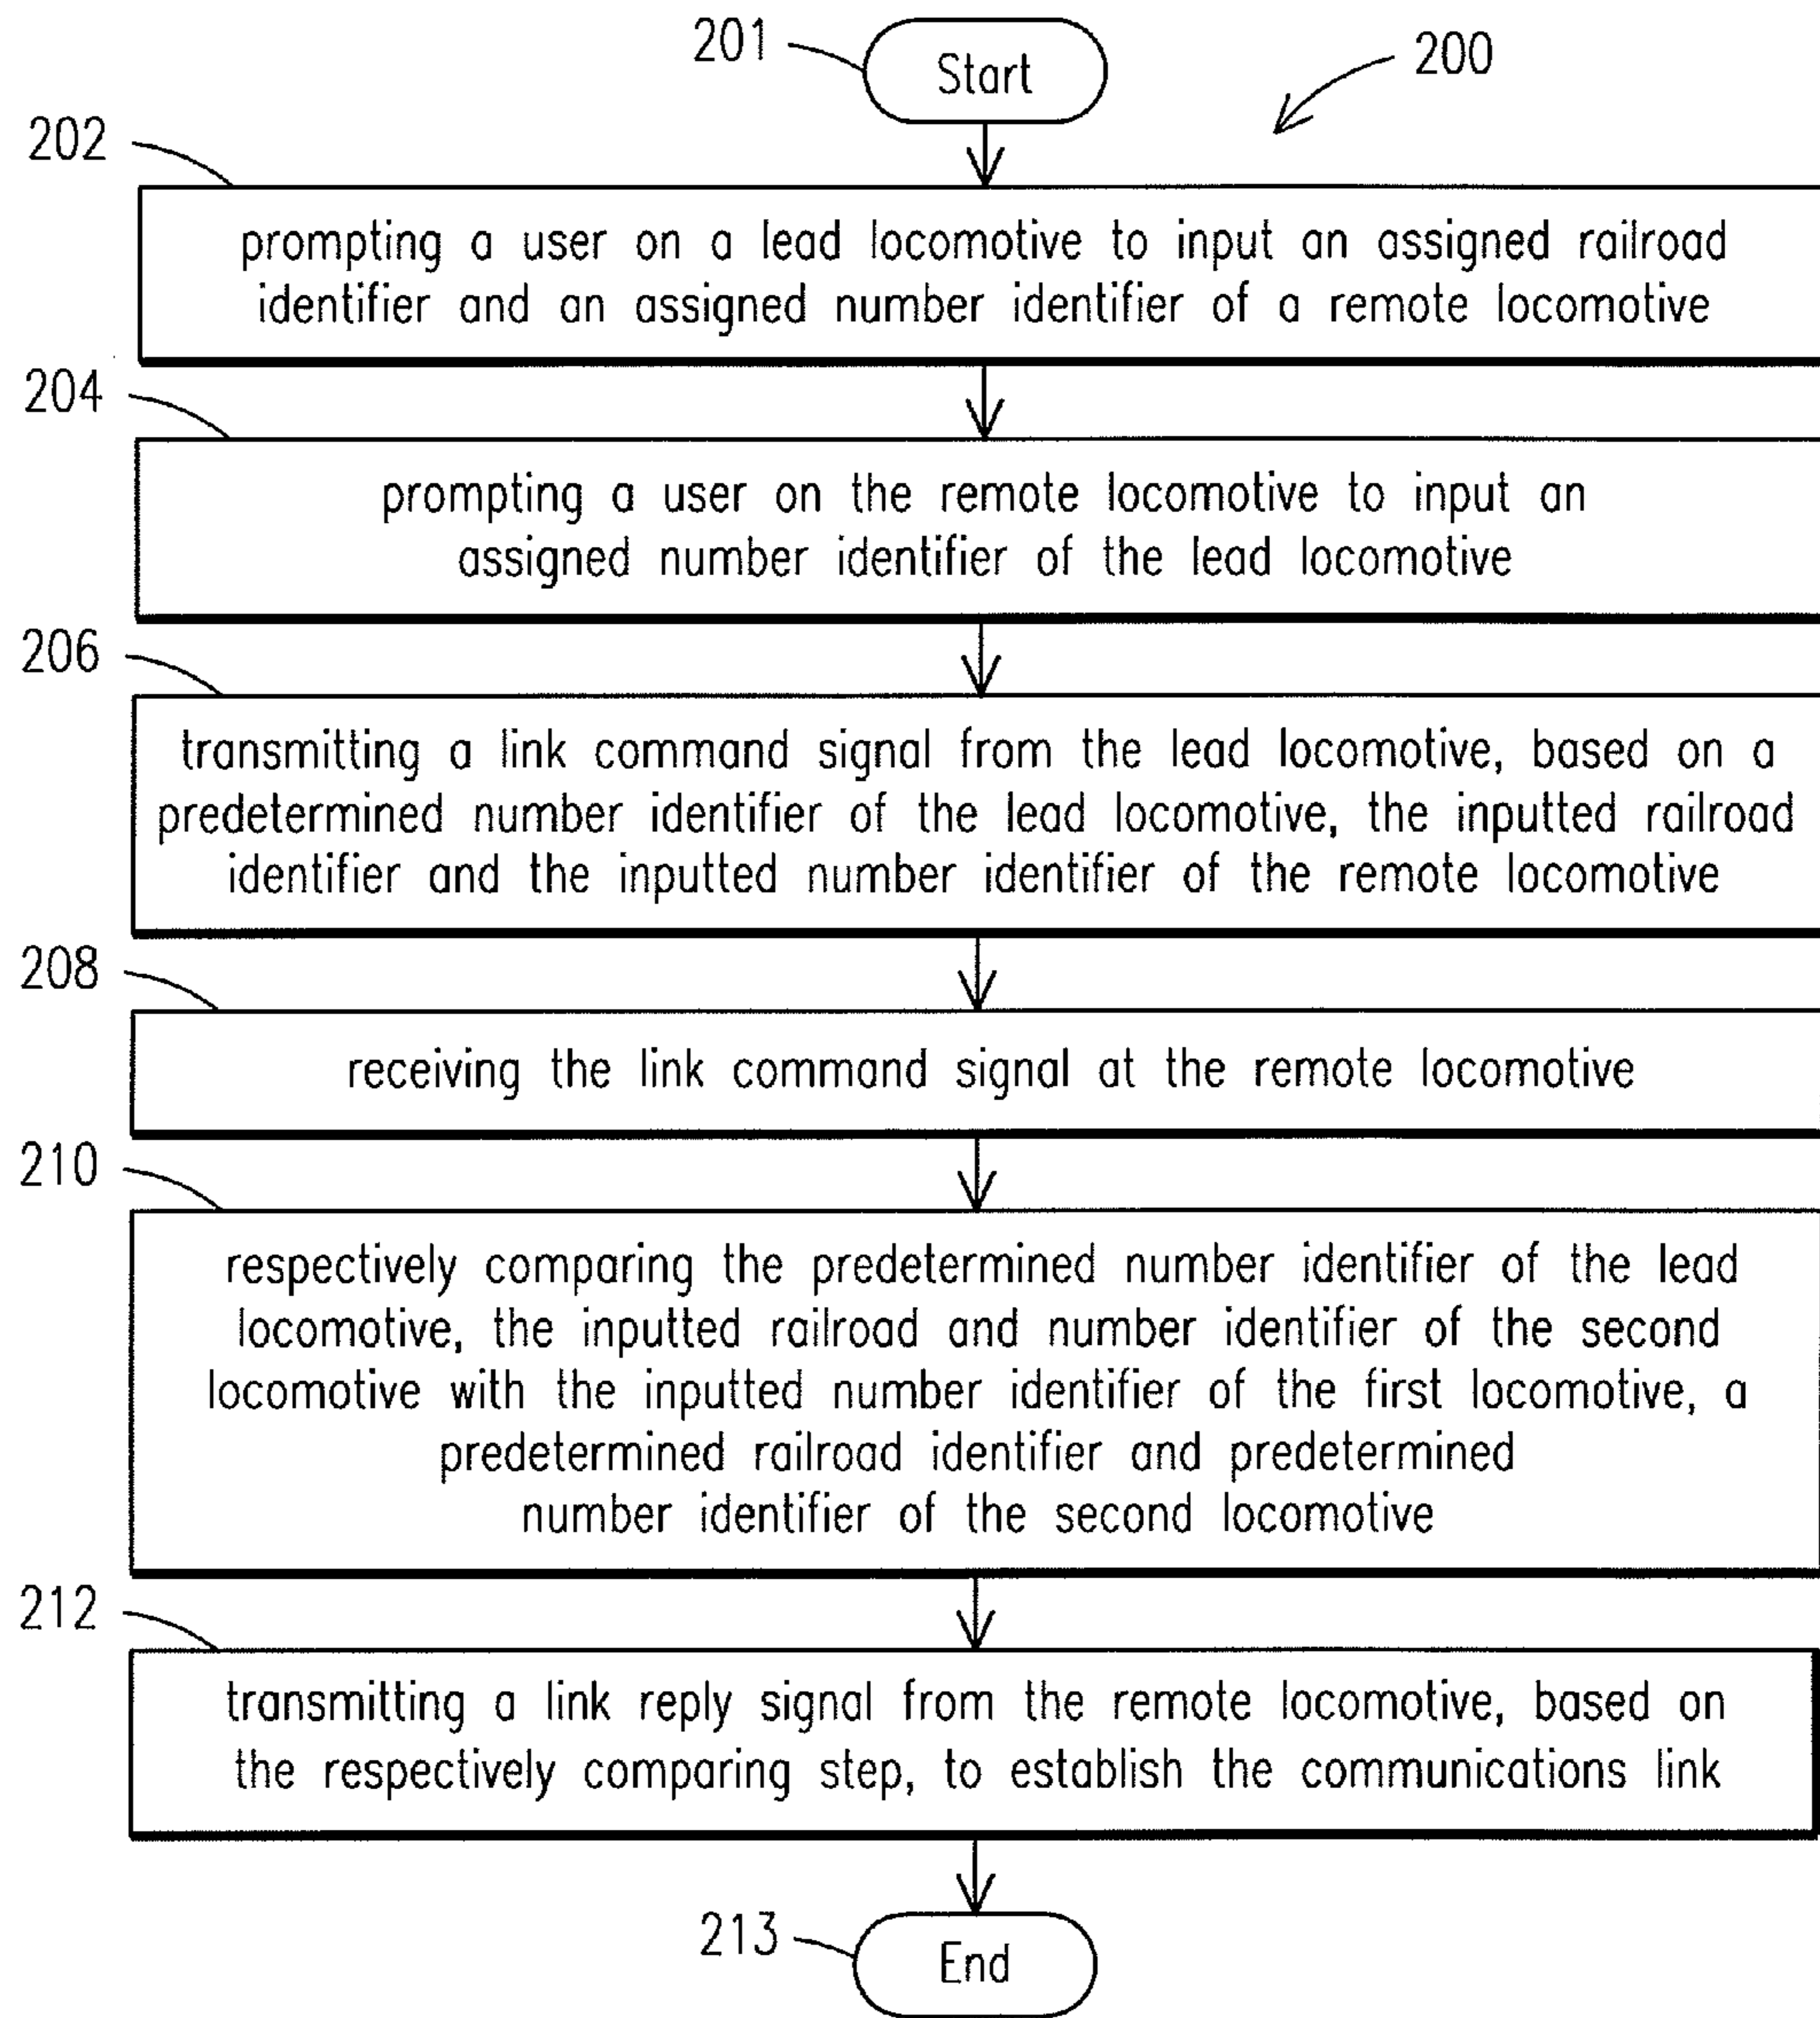 201
Start
200
202
prompting a user on a lead locomotive to input an assigned railroad
identifier and an assigned number identifier of a remote locomotive
204
prompting a user on the remote locomotive to input an
assigned number identifier of the lead locomotive
206
transmitting a link command signal from the lead locomotive, based on a
predetermined number identifier of the lead locomotive, the inputted railroad
identifier and the inputted number identifier of the remote locomotive
208
receiving the link command signal at the remote locomotive
210
respectively comparing the predetermined number identifier of the lead
locomotive, the inputted railroad and number identifier of the second
locomotive with the inputted number identifier of the first locomotive, a
predetermined railroad identifier and predetermined
number identifier of the second locomotive
212
transmitting a link reply signal from the remote locomotive, based on
the respectively comparing step, to establish the communications link
213
End